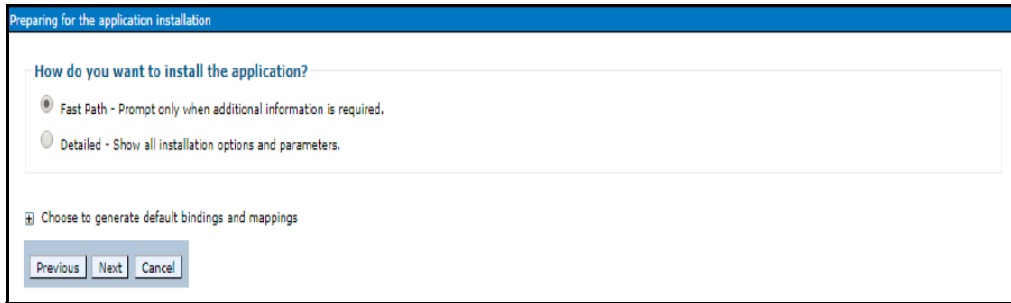 Preparing for the application installation
How do you want to install the application?
Fast Path - Prompt only when additional information is required.
Detailed - Show all installation options and parameters.
Choose to generate default bindings and mappings
Previous Next Cancel